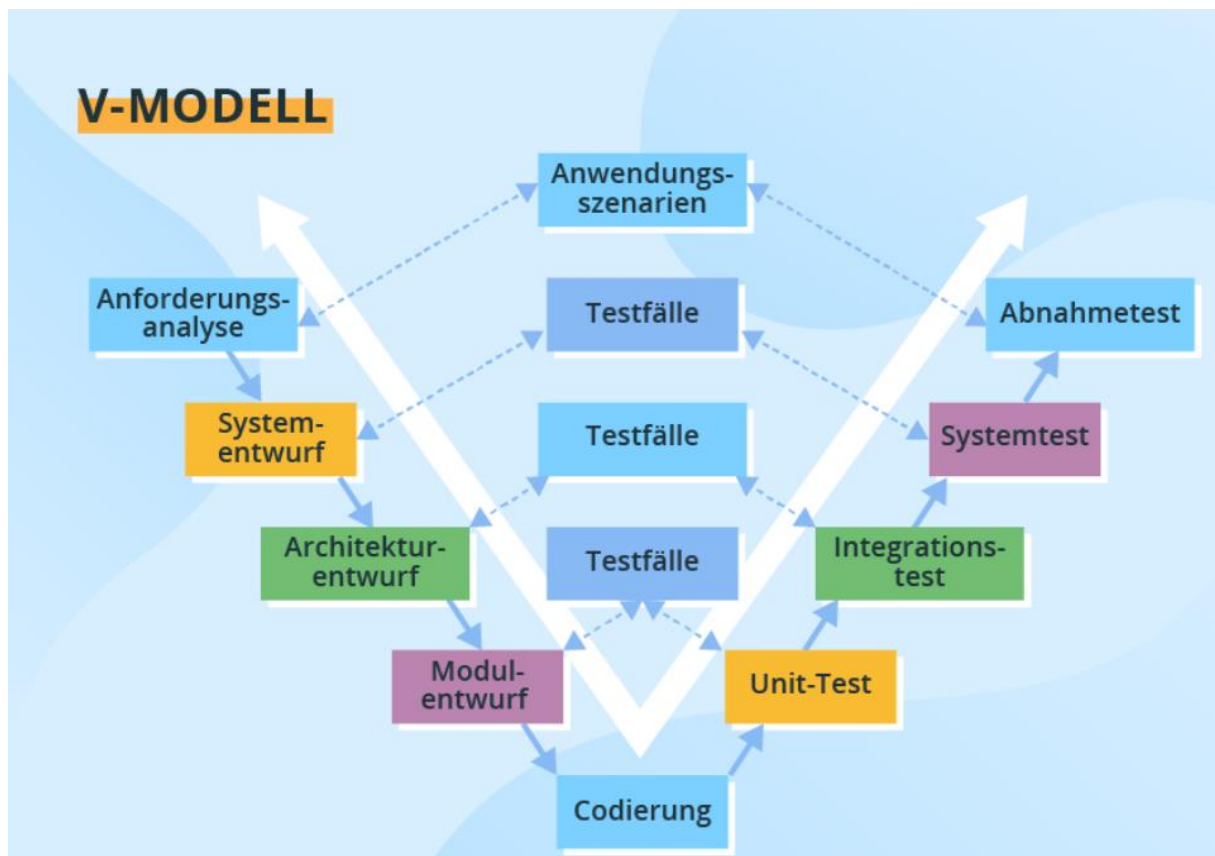 V-MODELL
Anwendungs-
szenarien
Anforderungs-
analyse
Testfälle
Abnahmetest
System-
entwurf
Testfälle
Systemtest
Architektur-
entwurf
Testfälle
Integrations-
test
Modul-
entwurf
Unit-Test
Codierung